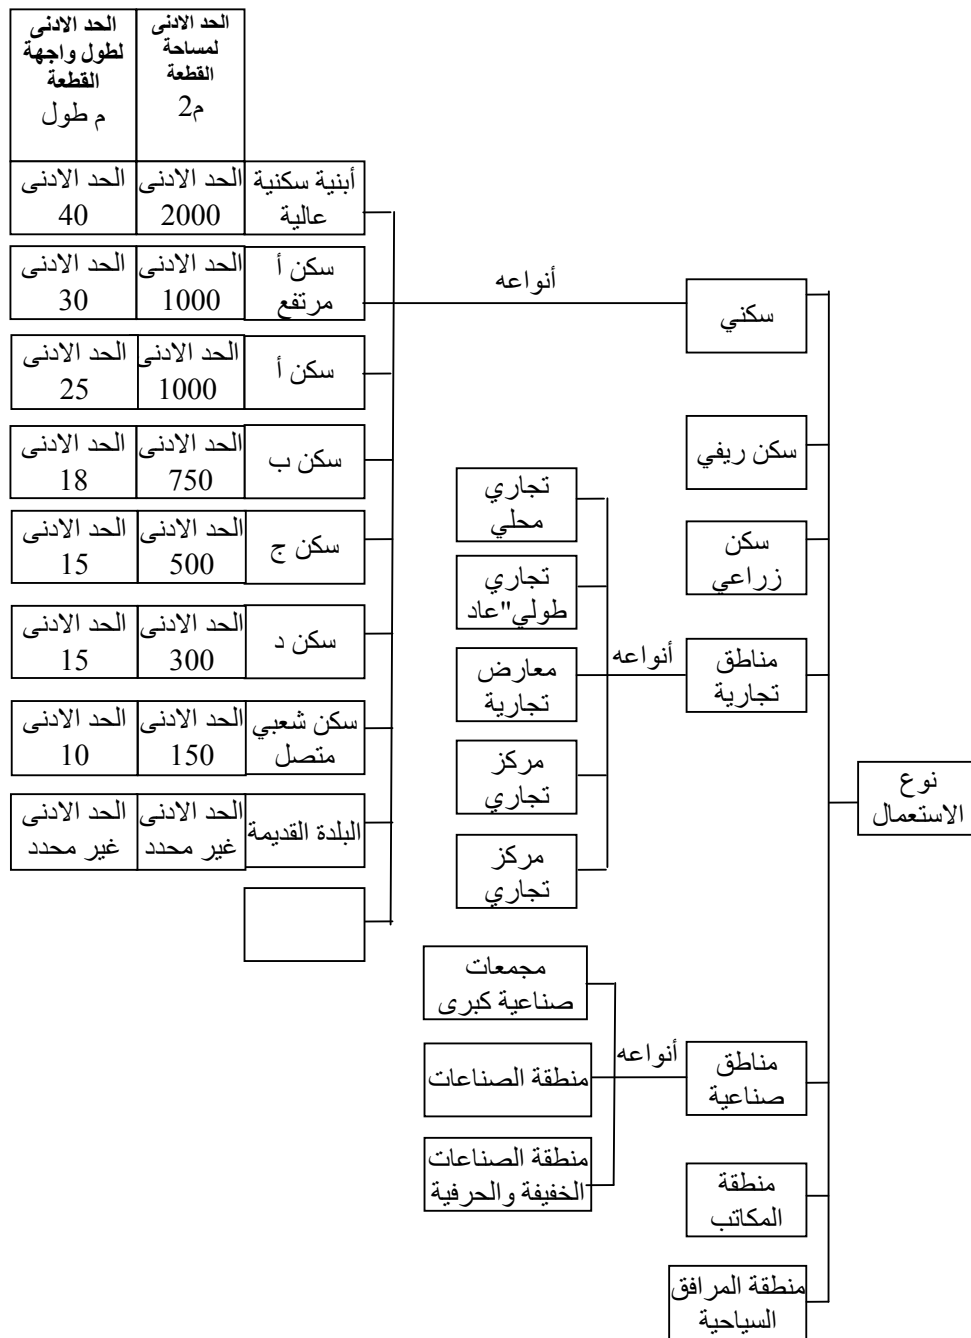 الحد الادنى
لمساحة
القطعة
م2
الحد الادنى
لطول واجهة
القطعة
م طول
أبنية سكنية
عالية
الحد الادنى
2000
الحد الادنى
40
سكن أ
مرتفع
الحد الادنى
1000
الحد الادنى
30
سكن أ
الحد الادنى
1000
الحد الادنى
25
سكن ب
الحد الادنى
750
الحد الادنى
18
سكن ج
الحد الادنى
500
الحد الادنى
15
سكن د
الحد الادنى
300
الحد الادنى
15
سكن شعبي
متصل
الحد الادنى
150
الحد الادنى
10
البلدة القديمة
الحد الادنى
غير محدد
الحد الادنى
غير محدد
نوع
الاستعمال
سكني
أنواعه
سكن ريفي
سكن
زراعي
مناطق
تجارية
أنواعه
تجاري
محلي
تجاري
طولي"عاد
معارض
تجارية
مركز
تجاري
مركز
تجاري
مناطق
صناعية
أنواعه
مجمعات
صناعية كبرى
منطقة الصناعات
منطقة الصناعات
الخفيفة والحرفية
منطقة
المكاتب
منطقة المرافق
السياحية